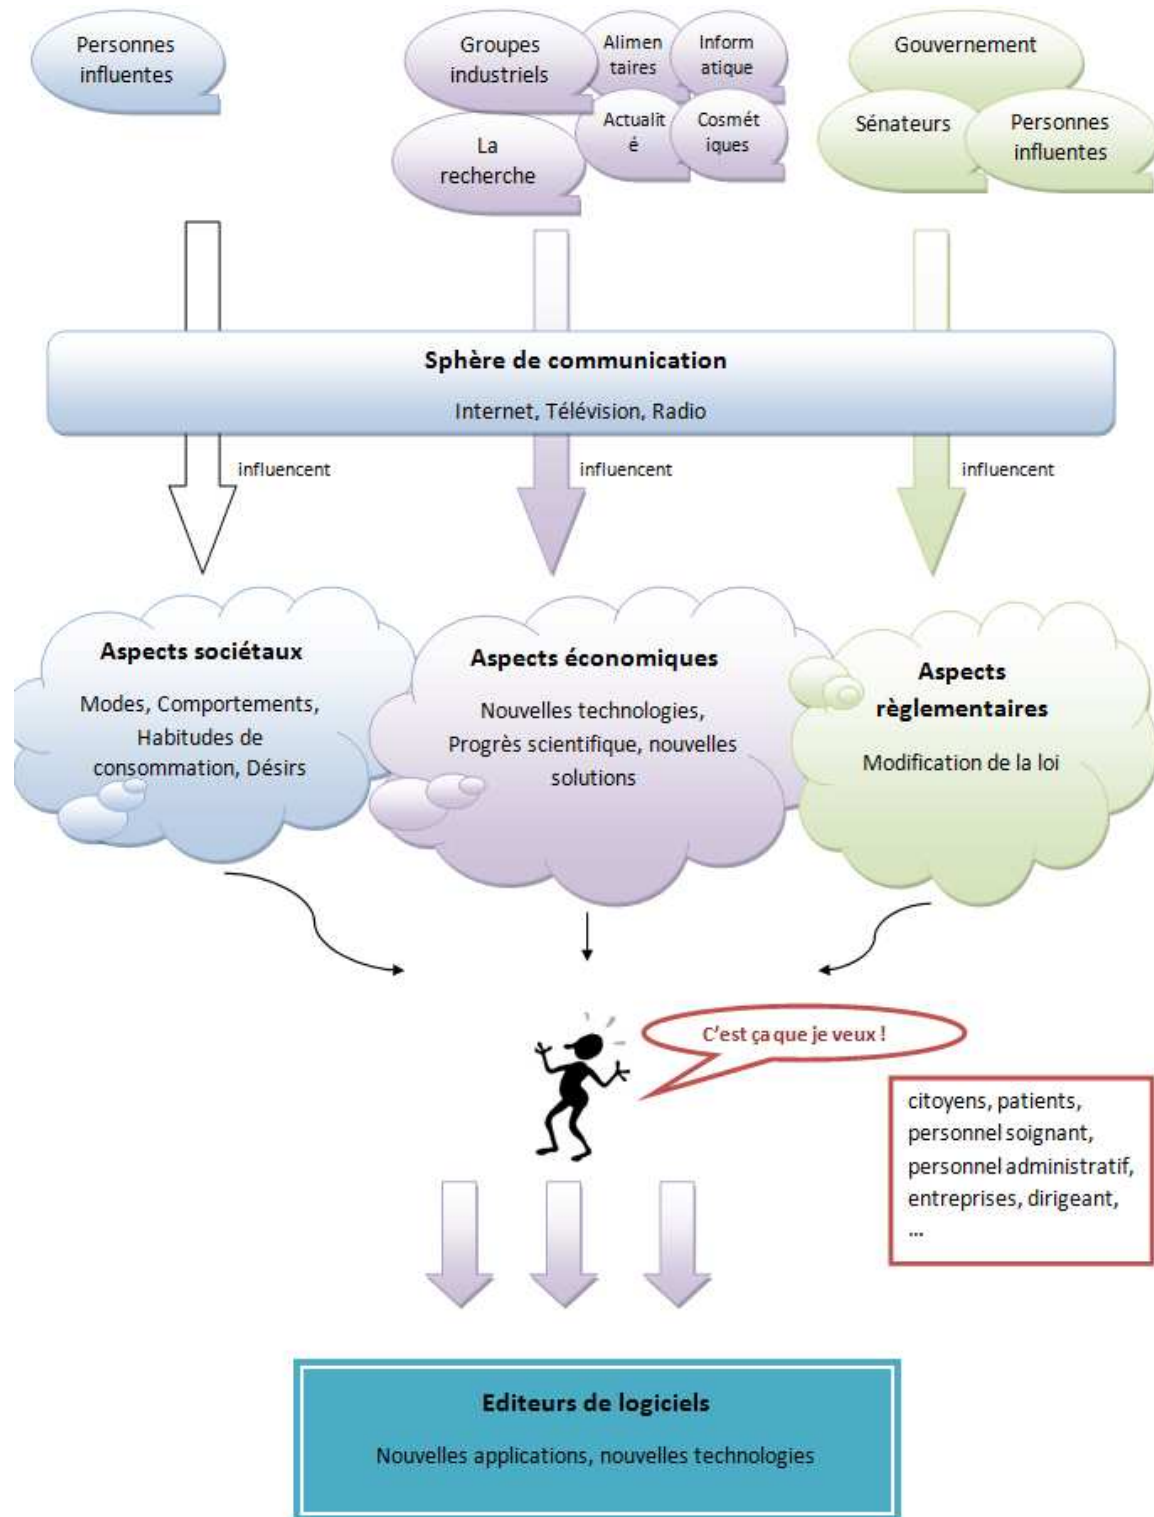 Personnes
influentes
Groupes
industriels
Alimen
taires
Inform
atique
Actualit
é
Cosmét
iques
La
recherche
Gouvernement
Sénateurs
Personnes
influentes
Sphère de communication
Internet, Télévision, Radio
influencent
influencent
influencent
Aspects sociétaux
Modes, Comportements,
Habitudes de
consommation, Désirs
Aspects économiques
Nouvelles technologies,
Progrès scientifique, nouvelles
solutions
Aspects
règlementaires
Modification de la loi
C'est ça que je veux !
citoyens, patients,
personnel soignant,
personnel administratif,
entreprises, dirigeant,
...
Editeurs de logiciels
Nouvelles applications, nouvelles technologies